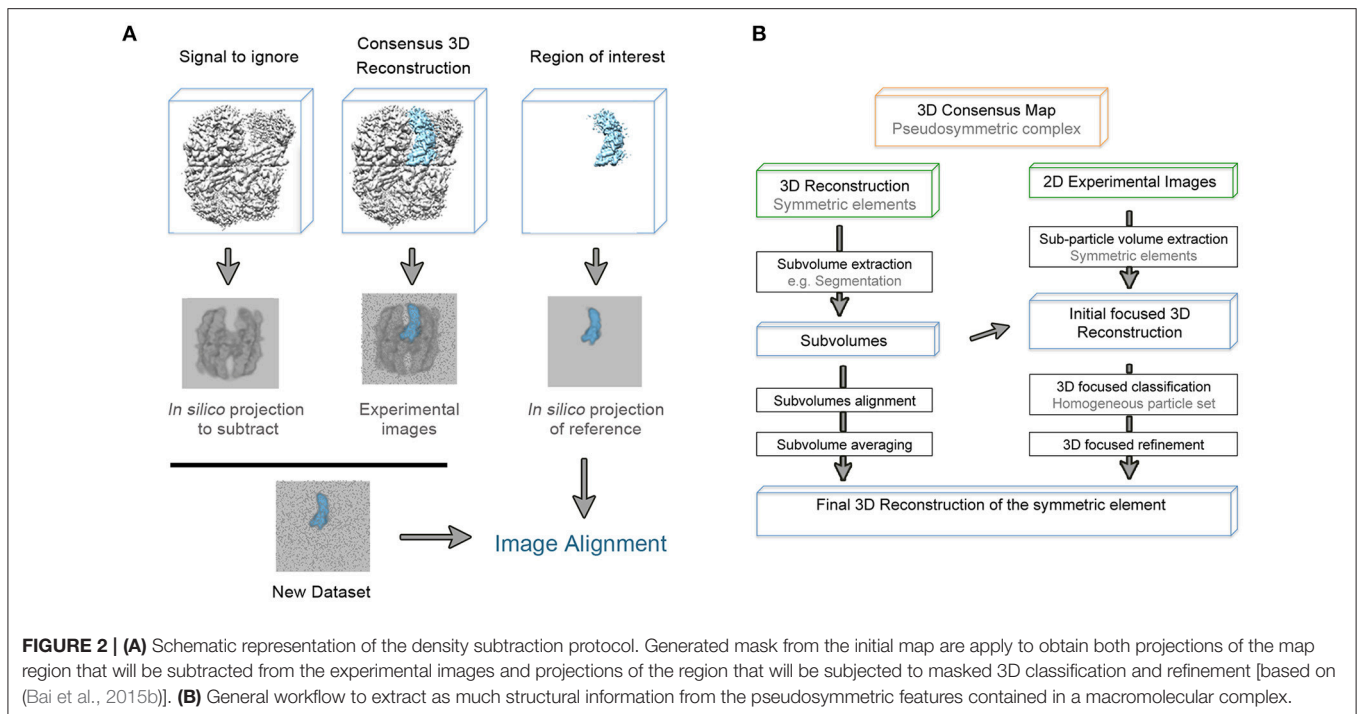 A
Signal to ignore
Consensus 3D
Reconstruction
Region of interest
In silico projection
to subtract
Experimental
images
In silico projection
of reference
New Dataset
Image Alignment
B
3D Consensus Map
Pseudosymmetric complex
3D Reconstruction
Symmetric elements
2D Experimental Images
Subvolume extraction
e.g. Segmentation
Sub-particle volume extraction
Symmetric elements
Subvolumes
Initial focused 3D
Reconstruction
Subvolumes alignment
3D focused classification
Homogeneous particle set
Subvolume averaging
3D focused refinement
Final 3D Reconstruction of the symmetric element
FIGURE 2 | (A) Schematic representation of the density subtraction protocol. Generated mask from the initial map are apply to obtain both projections of the map
region that will be subtracted from the experimental images and projections of the region that will be subjected to masked 3D classification and refinement [based on
(Bai et al., 2015b)]. (B) General workflow to extract as much structural information from the pseudosymmetric features contained in a macromolecular complex.